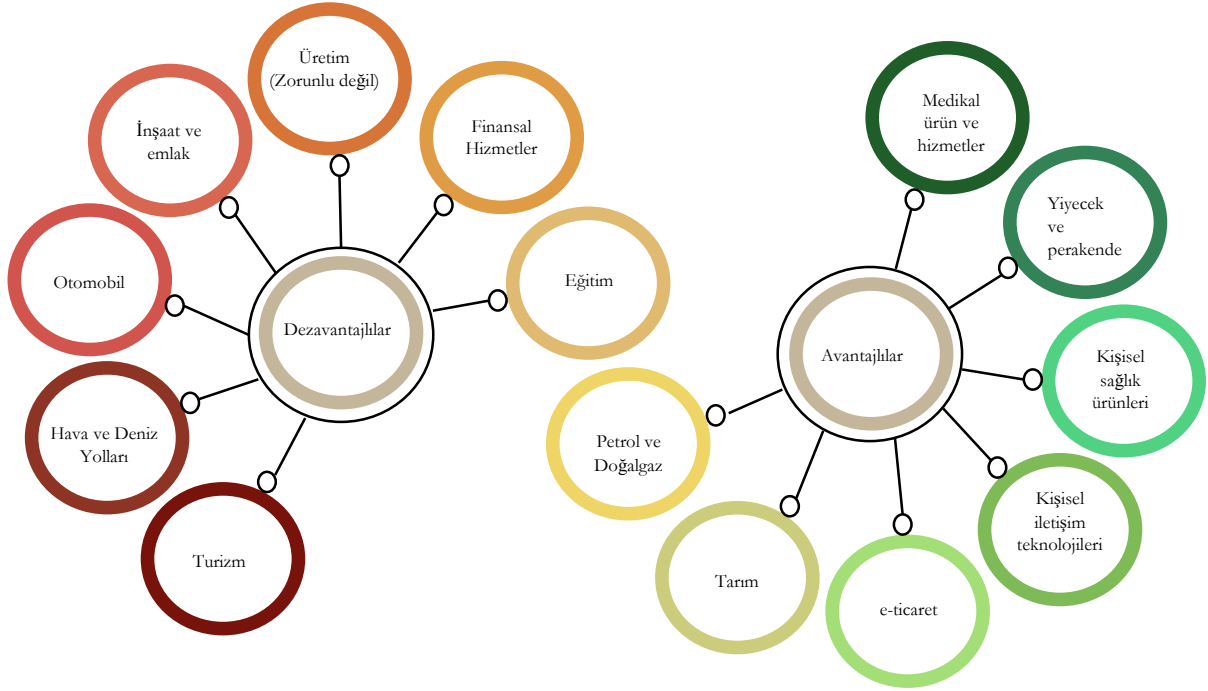 Üretim
(Zorunlu değil)
İnşaat ve
emlak
Finansal
Hizmetler
Otomobil
Eğitim
Dezavantajlılar
Hava ve Deniz
Yolları
Turizm
Medikal
ürün ve
hizmetler
Yiyecek
ve
perakende
Avantajlılar
Kişisel
sağlık
ürünleri
Petrol ve
Doğalgaz
Kişisel
iletişim
teknolojileri
Tarım
e-ticaret